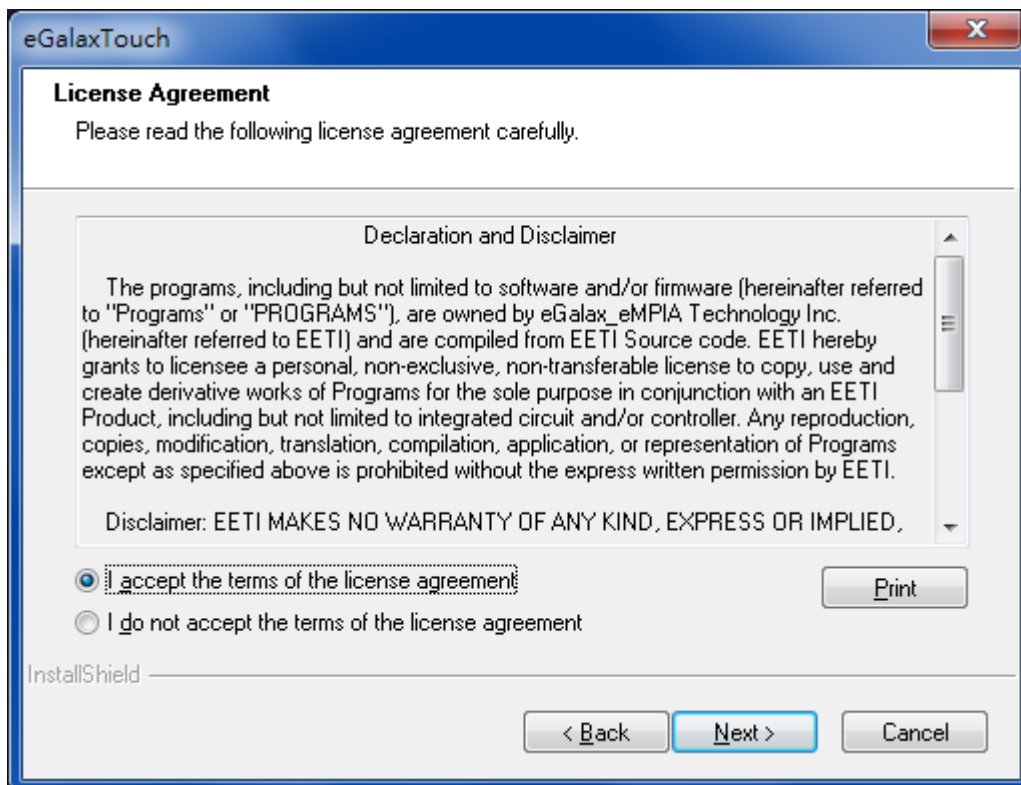 eGalaxTouch
License Agreement
Please read the following license agreement carefully.
Declaration and Disclaimer
The programs, including but not limited to software and/or firmware (hereinafter referred
to "Programs" or "PROGRAMS"), are owned by eGalax_eMPIA Technology Inc.
(hereinafter referred to EETI) and are compiled from EETI Source code. EETI hereby
grants to licensee a personal, non-exclusive, non-transferable license to copy, use and
create derivative works of Programs for the sole purpose in conjunction with an EETI
Product, including but not limited to integrated circuit and/or controller. Any reproduction,
copies, modification, translation, compilation, application, or representation of Programs
except as specified above is prohibited without the express written permission by EETI.
Disclaimer: EETI MAKES NO WARRANTY OF ANY KIND, EXPRESS OR IMPLIED,
I accept the terms of the license agreement
Print
I do not accept the terms of the license agreement
InstallShield
< Back Next > Cancel